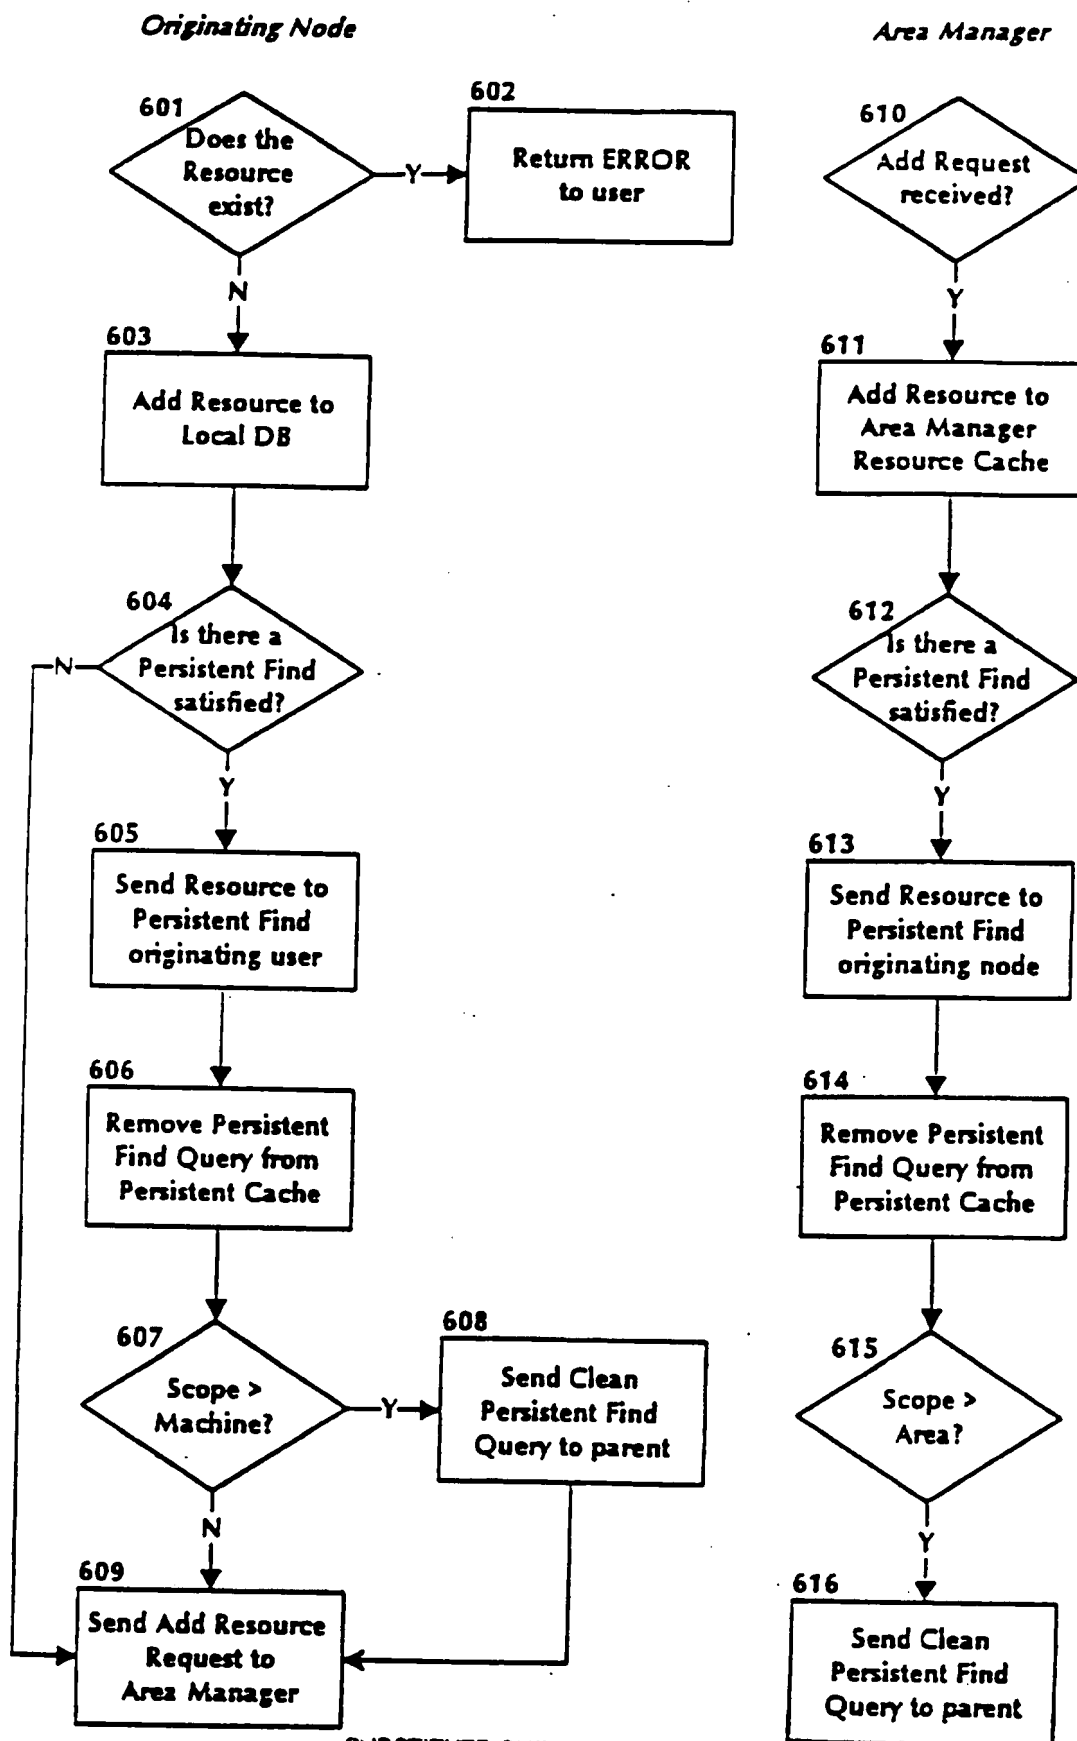 Originating Node
601
Does the
Resource
exist?
Y
602
Return ERROR
to user
N
603
Add Resource to
Local DB
604
Is there a
Persistent Find
satisfied?
N
Y
605
Send Resource to
Persistent Find
originating user
606
Remove Persistent
Find Query from
Persistent Cache
607
Scope >
Machine?
Y
608
Send Clean
Persistent Find
Query to parent
N
609
Send Add Resource
Request to
Area Manager
Area Manager
610
Add Request
received?
Y
611
Add Resource to
Area Manager
Resource Cache
612
Is there a
Persistent Find
satisfied?
Y
613
Send Resource to
Persistent Find
originating node
614
Remove Persistent
Find Query from
Persistent Cache
615
Scope >
Area?
Y
616
Send Clean
Persistent Find
Query to parent